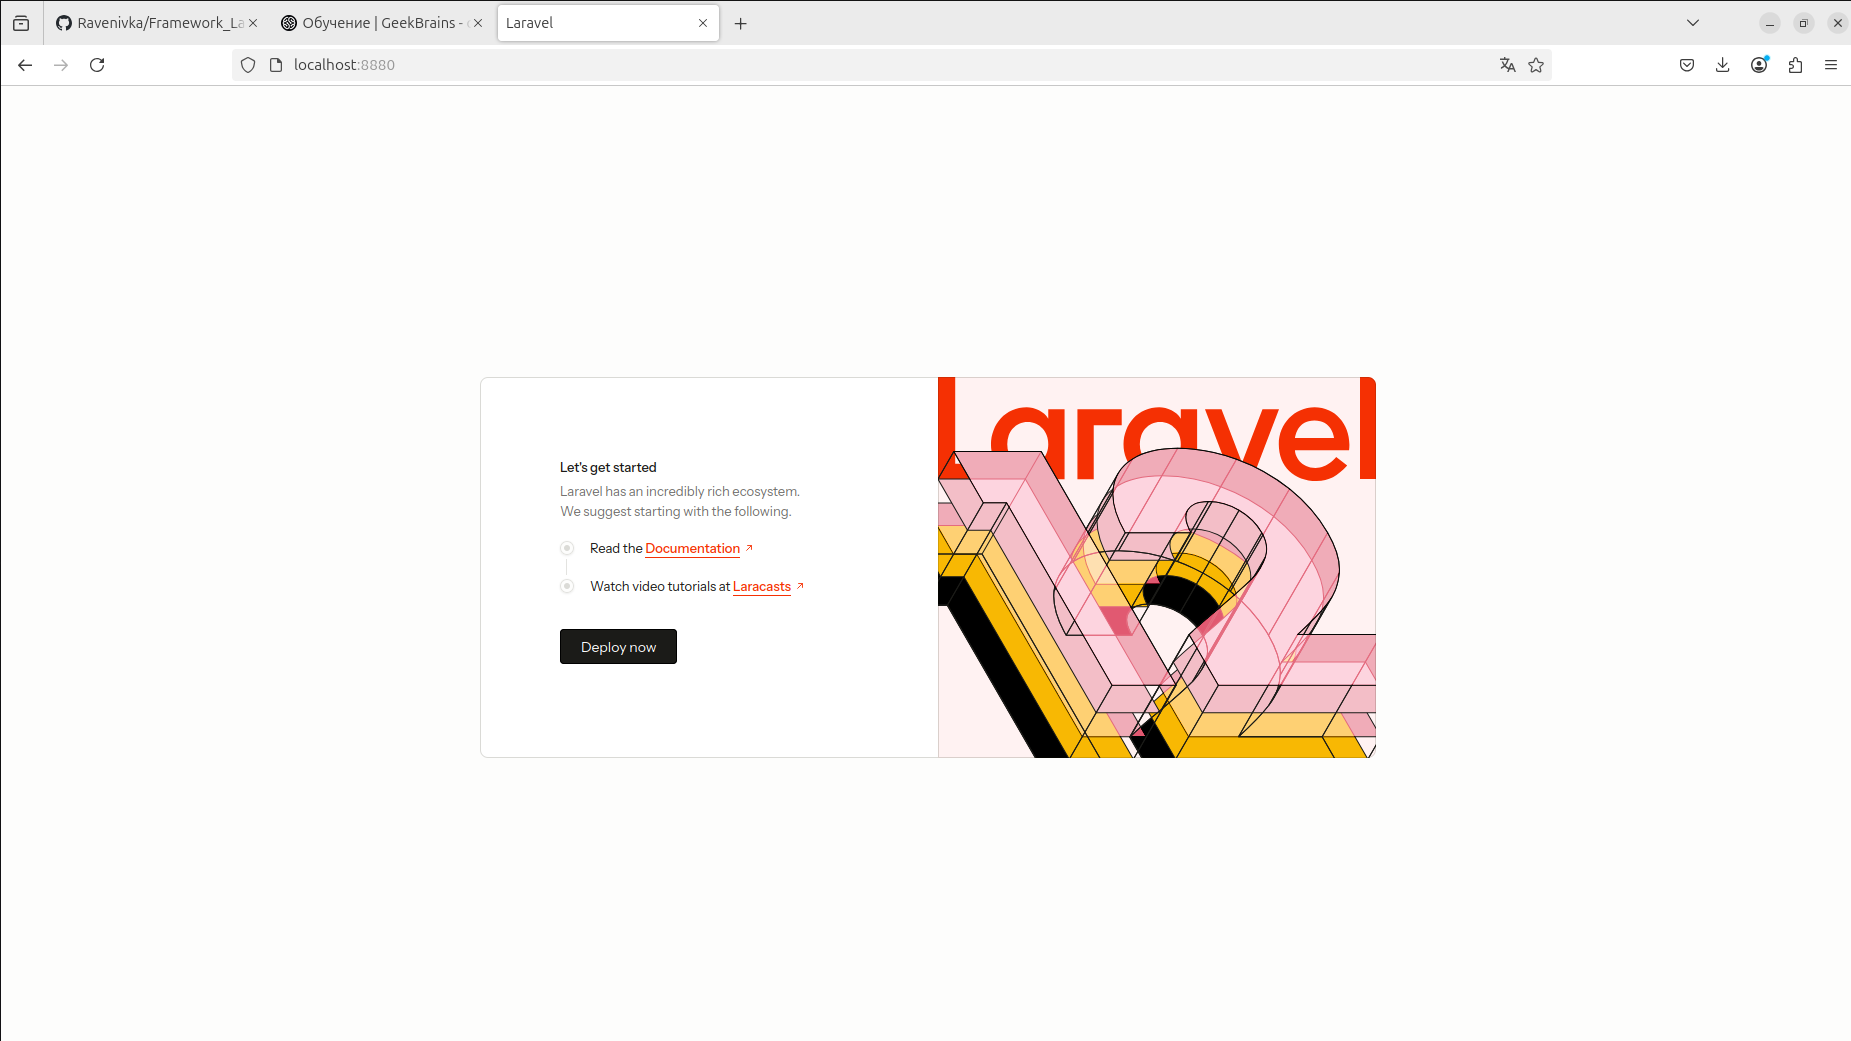 Ravenivka/Framework_La
Обучение | GeekBrains -
Laravel
localhost:8880
Laravel
Let's get started
Laravel has an incredibly rich ecosystem.
We suggest starting with the following.
Read the Documentation
Watch video tutorials at Laracasts
Deploy now